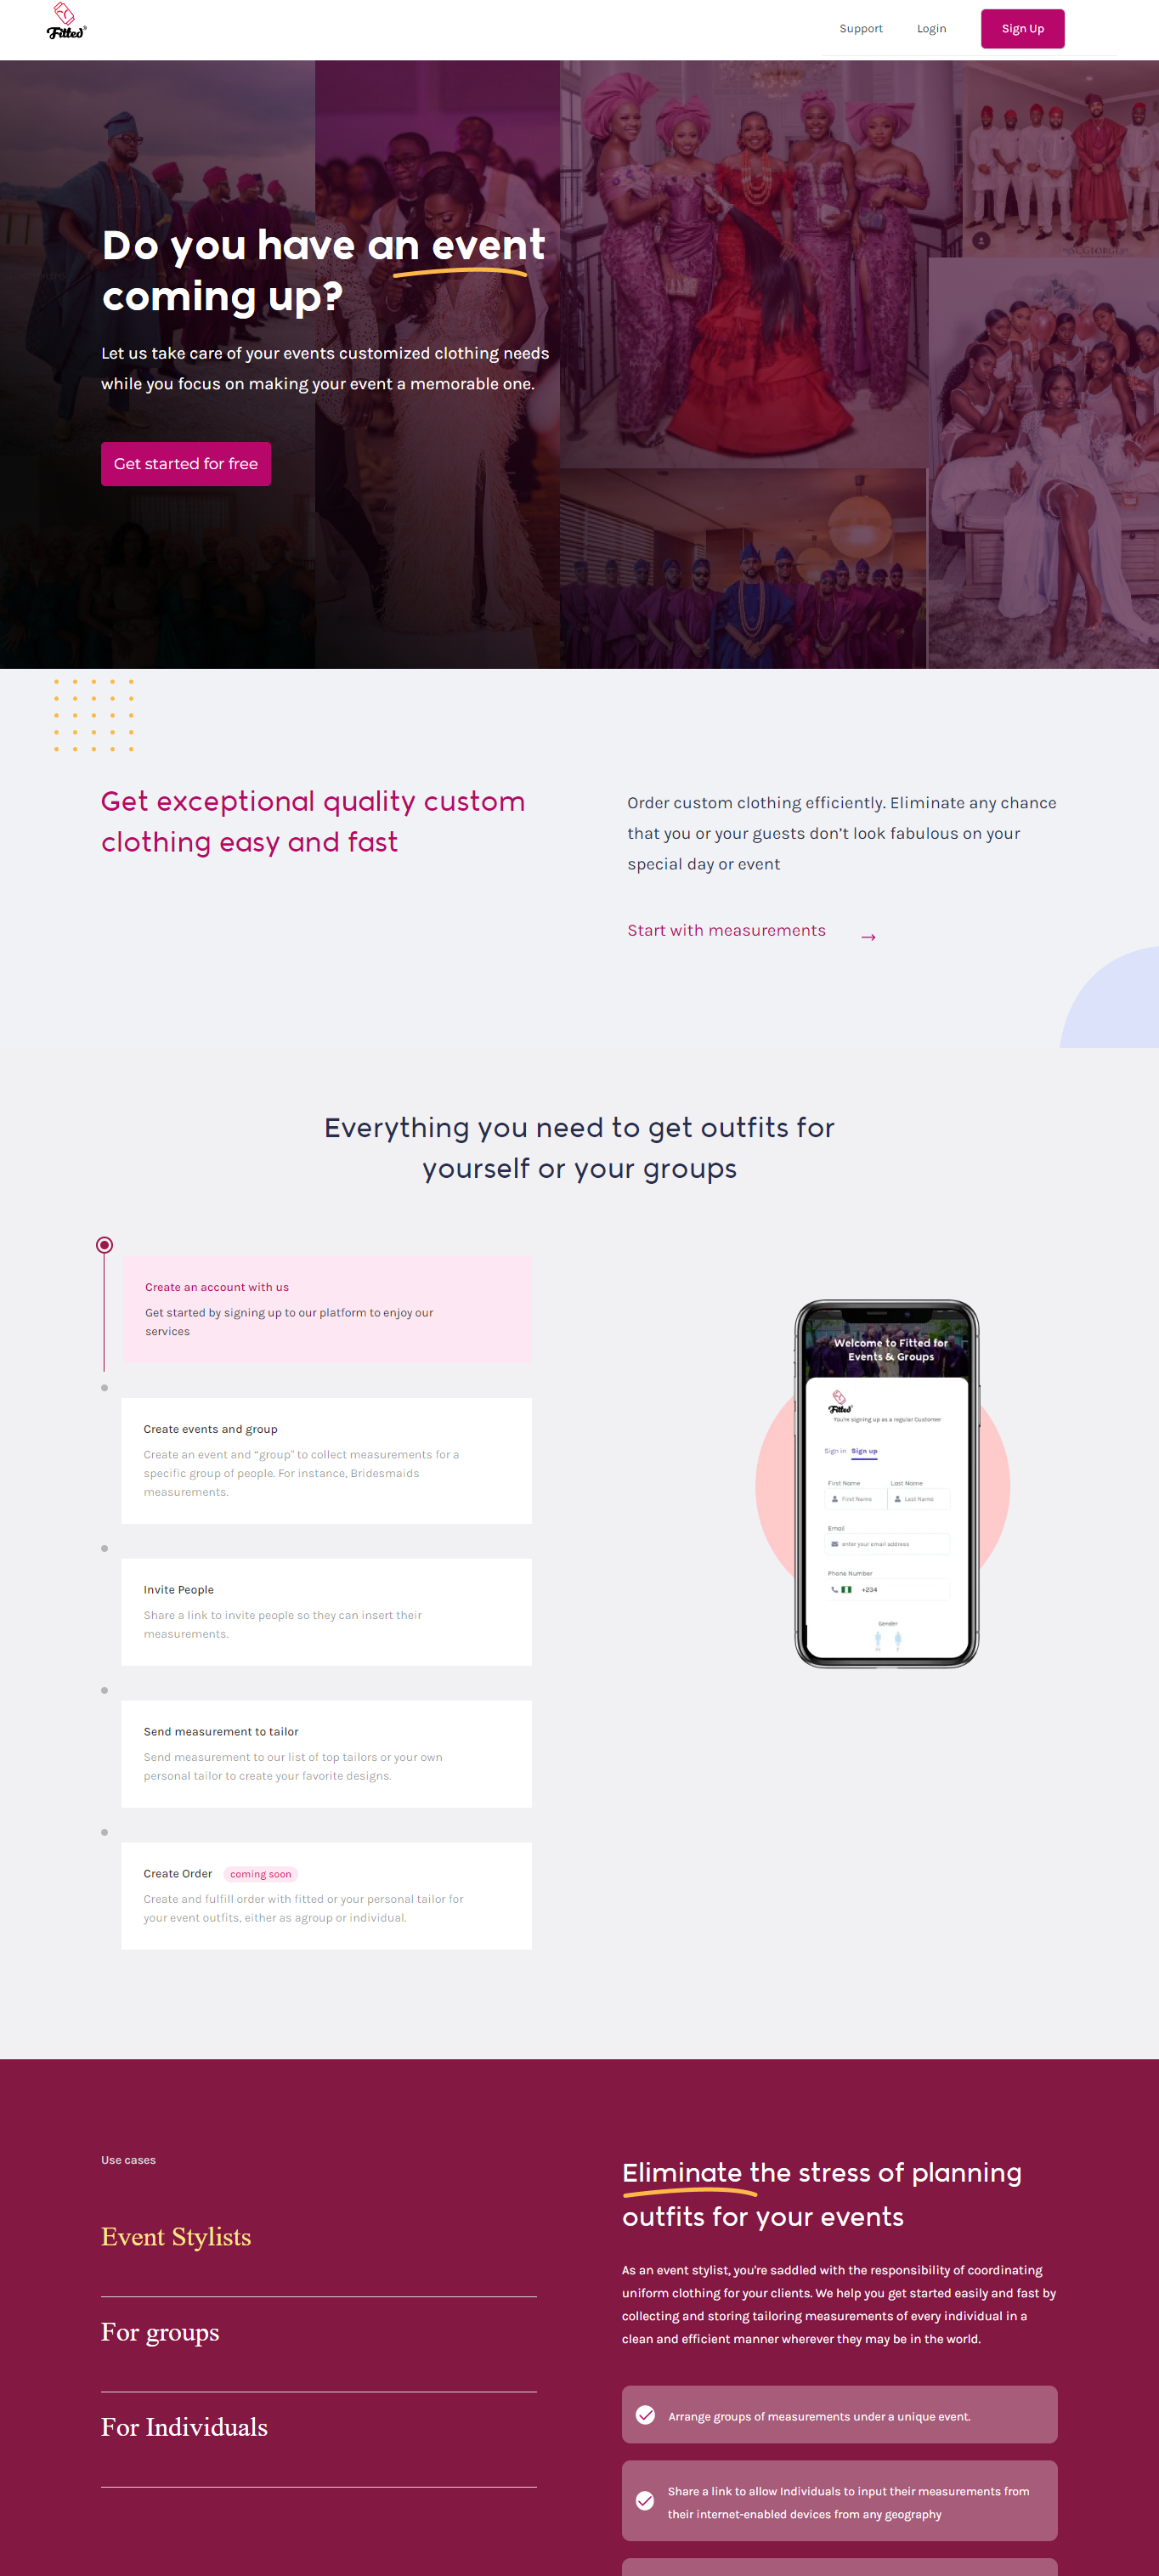 Fitted
Support
Login
Sign Up
Do you have an event
coming up?
Let us take care of your events customized clothing needs
while you focus on making your event a memorable one.
Get started for free
Get exceptional quality custom
clothing easy and fast
Order custom clothing efficiently. Eliminate any chance
that you or your guests don't look fabulous on your
special day or event
Start with measurements →
Everything you need to get outfits for
yourself or your groups
Create an account with us
Get started by signing up to our platform to enjoy our
services
Create events and group
Create an event and “group" to collect measurements for a
specific group of people. For instance, Bridesmaids
measurements.
Invite People
Share a link to invite people so they can insert their
measurements.
Send measurement to tailor
Send measurement to our list of top tailors or your own
personal tailor to create your favorite designs.
Create Order coming soon
Create and fulfill order with fitted or your personal tailor for
your event outfits, either as agroup or individual.
Welcome to Fitted for
Events & Groups
Fitted
You're signing up as a regular Customer
Sign in Sign up
First Name Last Name
First Name Last Name
Email
enter your email address
Phone Number
+234
Gender
Use cases
Event Stylists
For groups
For Individuals
Eliminate the stress of planning
outfits for your events
As an event stylist, you're saddled with the responsibility of coordinating
uniform clothing for your clients. We help you get started easily and fast by
collecting and storing tailoring measurements of every individual in a
clean and efficient manner wherever they may be in the world.
Arrange groups of measurements under a unique event.
Share a link to allow Individuals to input their measurements from
their internet-enabled devices from any geography